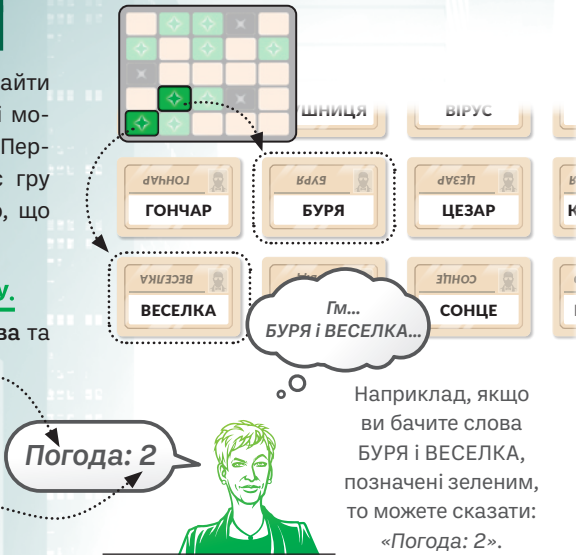 айти
і мо-
Пер-
гру
що
у.
ва та
ШНИЦЯ
ВІРУС
ГОНЧАР
ГОНЧАР
БУРЯ
БУРЯ
ЦЕЗАР
ЦЕЗАР
ВЕСЕЛКА
ВЕСЕЛКА
СОНЦЕ
СОНЦЕ
Гм...
БУРЯ і ВЕСЕЛКА...
Погода: 2
Наприклад, якщо
ви бачите слова
БУРЯ і ВЕСЕЛКА,
позначені зеленим,
то можете сказати:
«Погода: 2».